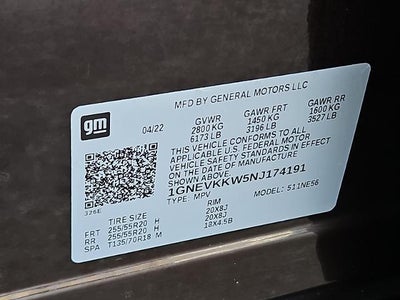 gm
MFD BY GENERAL MOTORS LLC
04/22 GVWR GAWR FRT GAWR RR
2800 KG 1450 KG 1600 KG
6173 LB 3196 LB 3527 LB
THIS VEHICLE CONFORMS TO ALL
APPLICABLE U.S. FEDERAL MOTOR
VEHICLE SAFETY STANDARDS IN EFFECT
ON THE DATE OF MANUFACTURE
SHOWN ABOVE.
1GNEVKKW5NJ174191
TYPE: MPV MODEL: 511NE56
326E
TIRE SIZE RIM
FRT 255/55R20 H 20X8J
RR 255/55R20 H 20X8J
SPA T135/70R18 M 18X4.5B